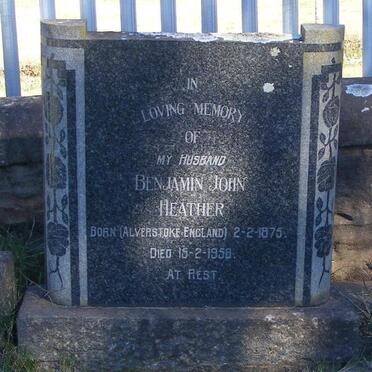 IN
LOVING MEMORY
OF
MY HUSBAND
BENJAMIN JOHN
HEATHER
BORN (ALVERSTOKE-ENGLAND) 2-2-1875.
DIED 15-2-1958.
AT REST.